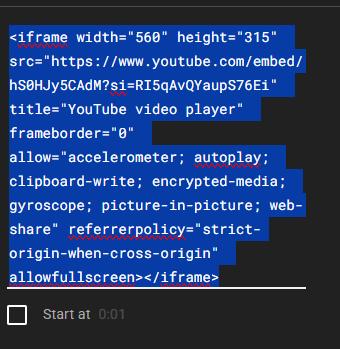 <iframe width="560" height="315"
src="https://www.youtube.com/embed/
hS0HJy5CAdM?si=RI5qAvQYaupS76Ei"
title="YouTube video player"
frameborder="0"
allow="accelerometer; autoplay;
clipboard-write; encrypted-media;
gyroscope; picture-in-picture; web-
share" referrerpolicy="strict-
origin-when-cross-origin"
allowfullscreen></iframe>
Start at 0:01